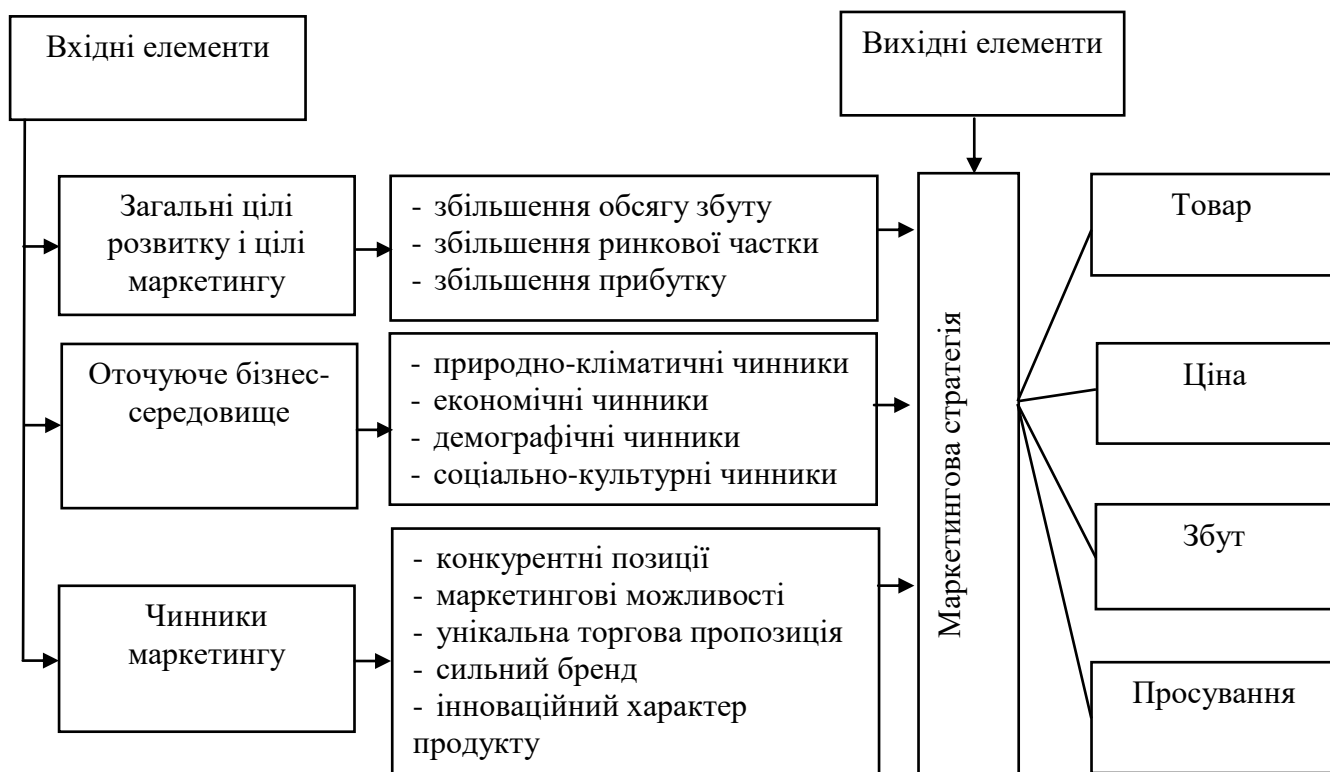 Вхідні елементи
Вихідні елементи
Загальні цілі
розвитку і цілі
маркетингу
- збільшення обсягу збуту
- збільшення ринкової частки
- збільшення прибутку
Оточуюче бізнес-
середовище
- природно-кліматичні чинники
- економічні чинники
- демографічні чинники
- соціально-культурні чинники
Чинники
маркетингу
- конкурентні позиції
- маркетингові можливості
- унікальна торгова пропозиція
- сильний бренд
- інноваційний характер
продукту
Маркетингова стратегія
Товар
Ціна
Збут
Просування